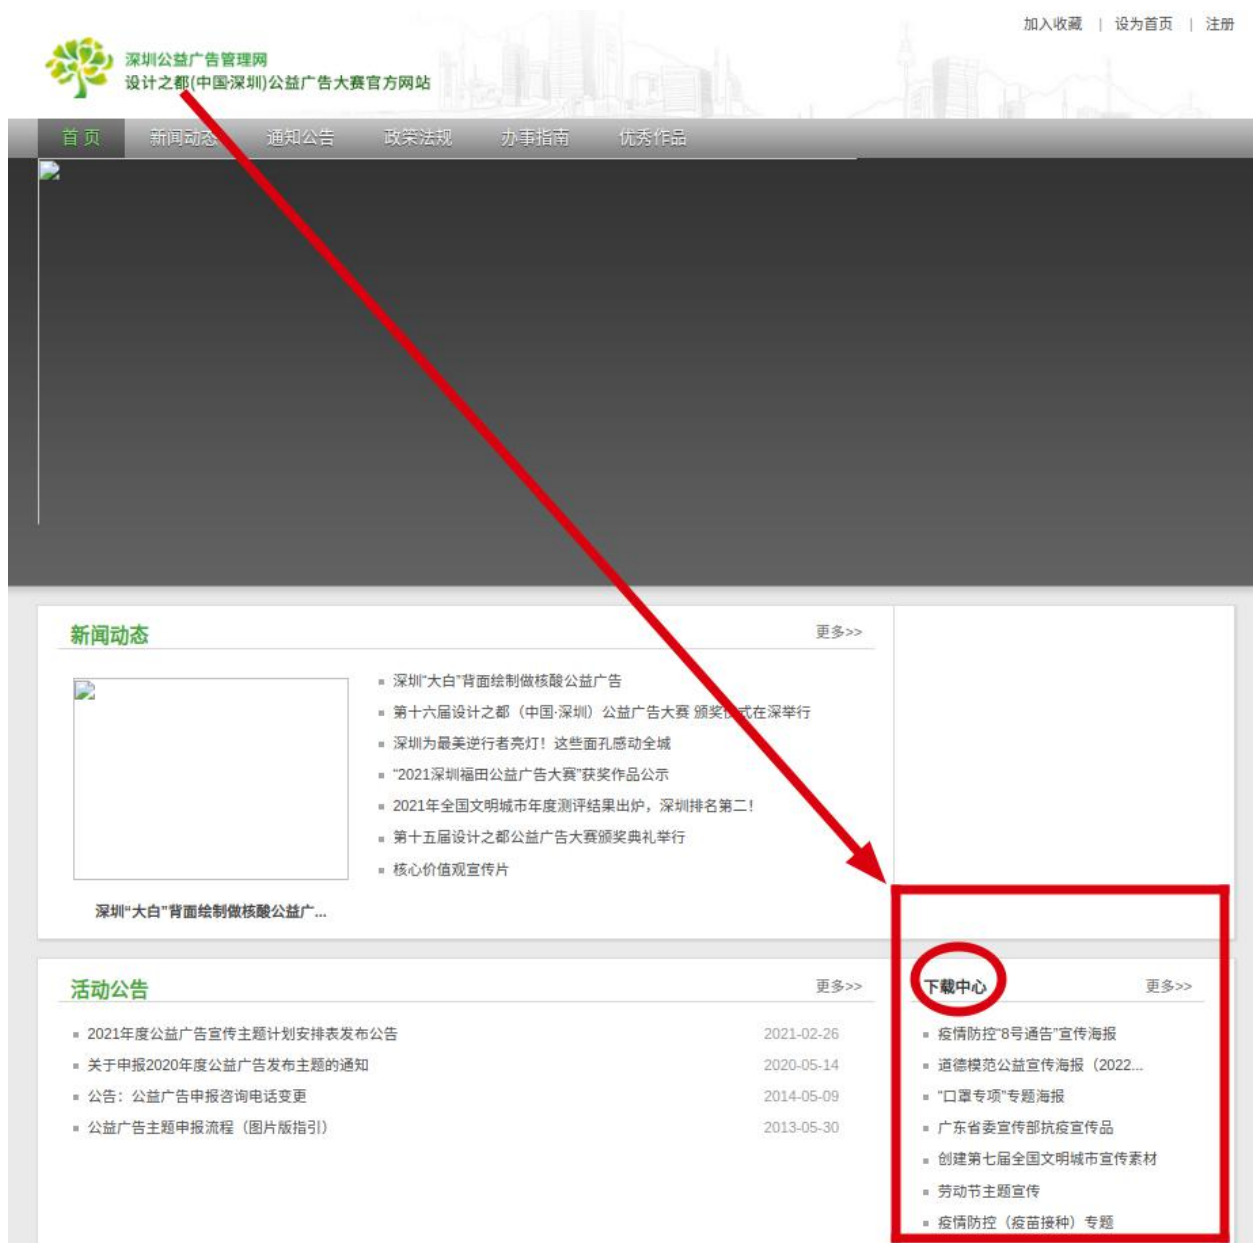 加入收藏 | 设为首页 | 注册
深圳公益广告管理网
设计之都(中国·深圳)公益广告大赛官方网站
首 页 新闻动态 通知公告 政策法规 办事指南 优秀作品
新闻动态 更多>>
深圳“大白”背面绘制做核酸公益广告
第十六届设计之都（中国·深圳）公益广告大赛 颁奖仪式在深举行
深圳为最美逆行者亮灯！这些面孔感动全城
“2021深圳福田公益广告大赛”获奖作品公示
2021年全国文明城市年度测评结果出炉，深圳排名第二！
第十五届设计之都公益广告大赛颁奖典礼举行
核心价值观宣传片
深圳“大白”背面绘制做核酸公益广...
活动公告 更多>>
2021年度公益广告宣传主题计划安排表发布公告 2021-02-26
关于申报2020年度公益广告发布主题的通知 2020-05-14
公告：公益广告申报咨询电话变更 2014-05-09
公益广告主题申报流程（图片版指引） 2013-05-30
下载中心 更多>>
疫情防控“8号通告”宣传海报
道德模范公益宣传海报（2022...
“口罩专项”专题海报
广东省委宣传部抗疫宣传品
创建第七届全国文明城市宣传素材
劳动节主题宣传
疫情防控（疫苗接种）专题